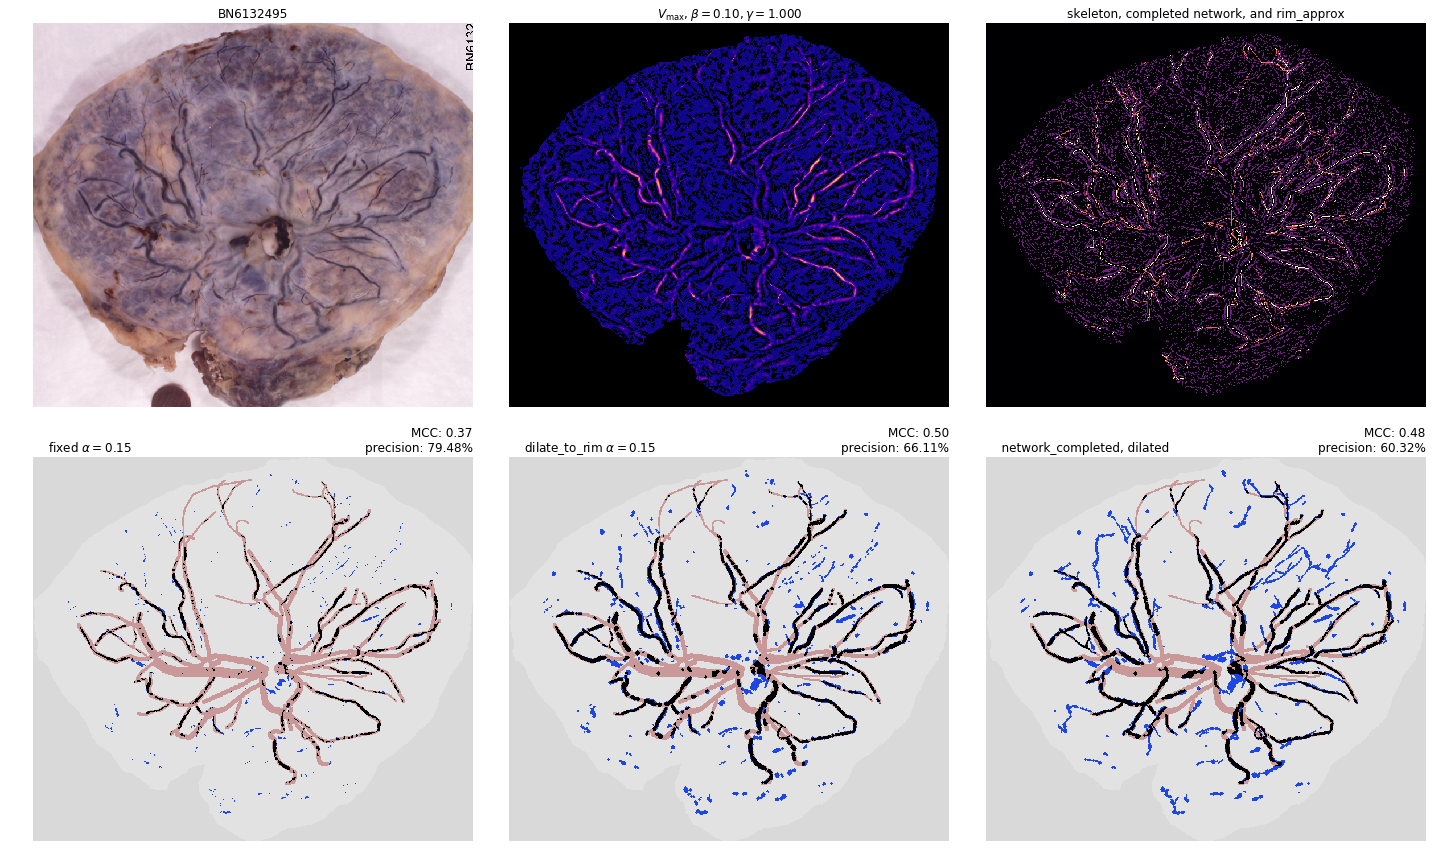 BN6132495
V_max, β = 0.10, γ = 1.000
skeleton, completed network, and rim_approx
BN6132
MCC: 0.37
fixed α = 0.15 precision: 79.48%
MCC: 0.50
dilate_to_rim α = 0.15 precision: 66.11%
MCC: 0.48
network_completed, dilated precision: 60.32%